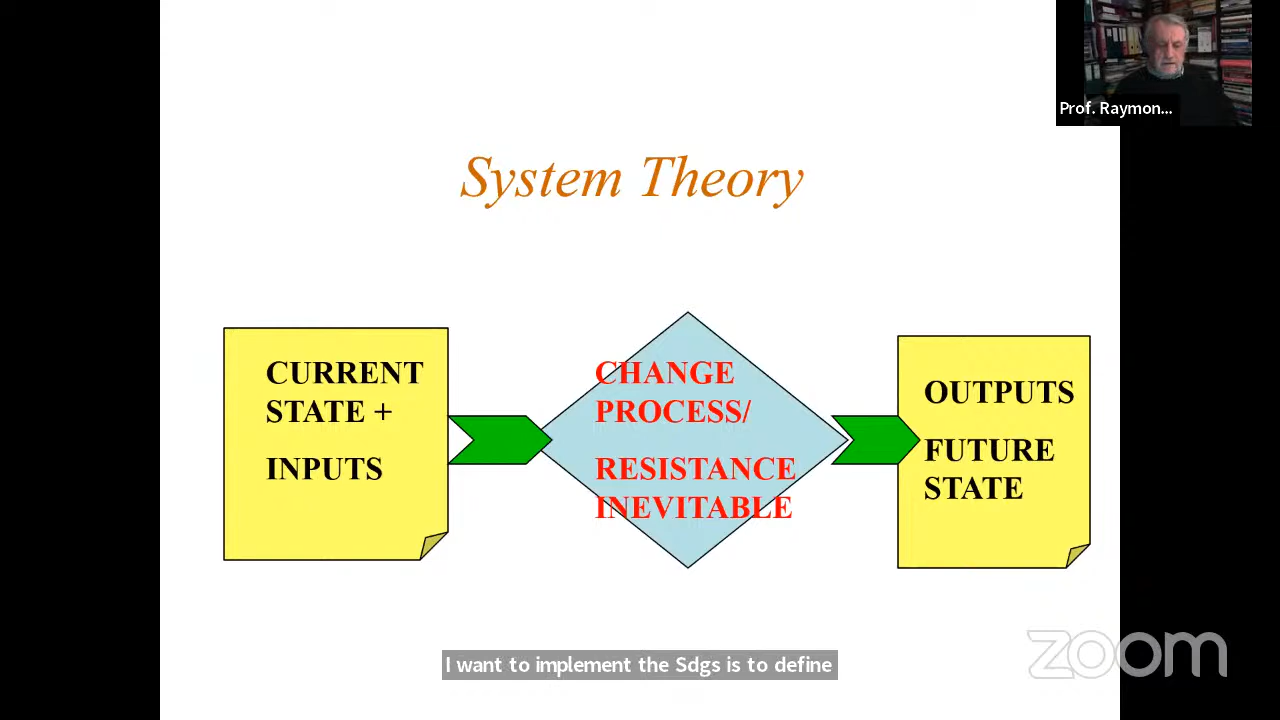 Prof. Raymon...
System Theory
CURRENT
STATE +
INPUTS
CHANGE
PROCESS/
RESISTANCE
INEVITABLE
OUTPUTS
FUTURE
STATE
I want to implement the Sdgs is to define
zoom